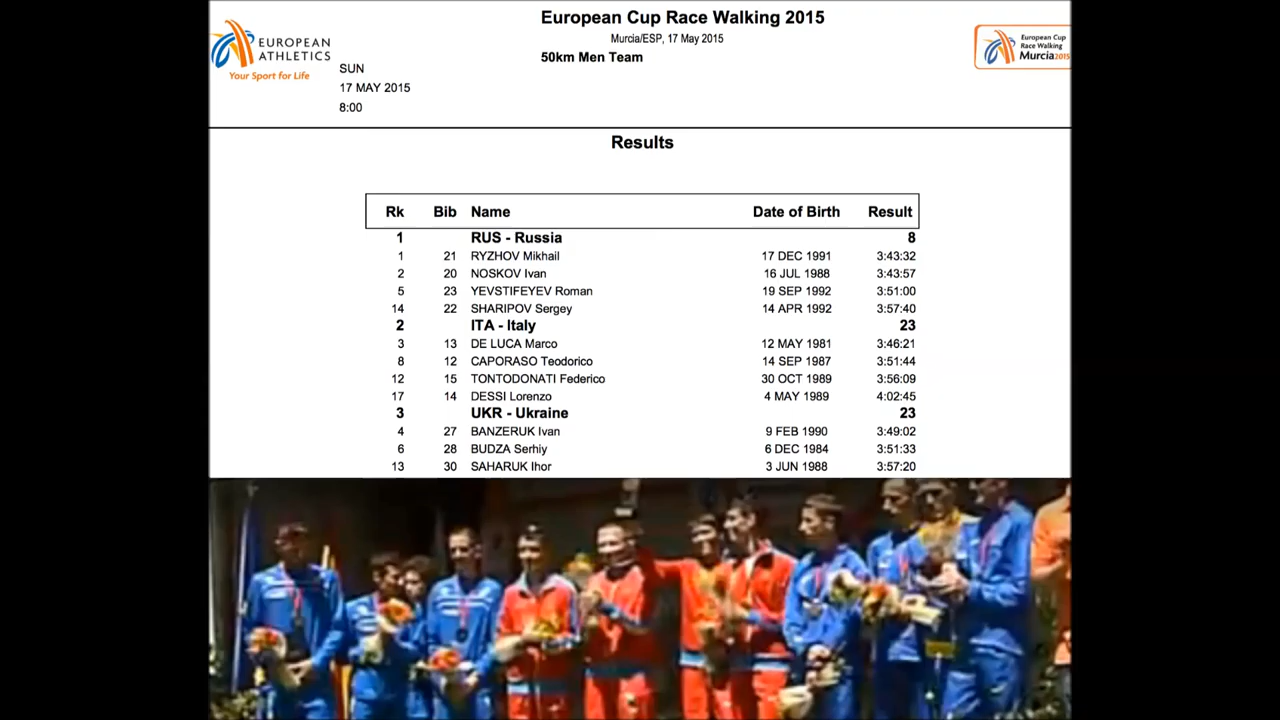 European Cup Race Walking 2015
Murcia/ESP, 17 May 2015
50km Men Team
EUROPEAN
ATHLETICS
Your Sport for Life
European Cup
Race Walking
Murcia2015
SUN
17 MAY 2015
8:00
Results
Rk Bib Name Date of Birth Result
1 RUS - Russia 8
1 21 RYZHOV Mikhail 17 DEC 1991 3:43:32
2 20 NOSKOV Ivan 16 JUL 1988 3:43:57
5 23 YEVSTIFEYEV Roman 19 SEP 1992 3:51:00
14 22 SHARIPOV Sergey 14 APR 1992 3:57:40
2 ITA - Italy 23
3 13 DE LUCA Marco 12 MAY 1981 3:46:21
8 12 CAPORASO Teodorico 14 SEP 1987 3:51:44
12 15 TONTODONATI Federico 30 OCT 1989 3:56:09
17 14 DESSI Lorenzo 4 MAY 1989 4:02:45
3 UKR - Ukraine 23
4 27 BANZERUK Ivan 9 FEB 1990 3:49:02
6 28 BUDZA Serhiy 6 DEC 1984 3:51:33
13 30 SAHARUK Ihor 3 JUN 1988 3:57:20